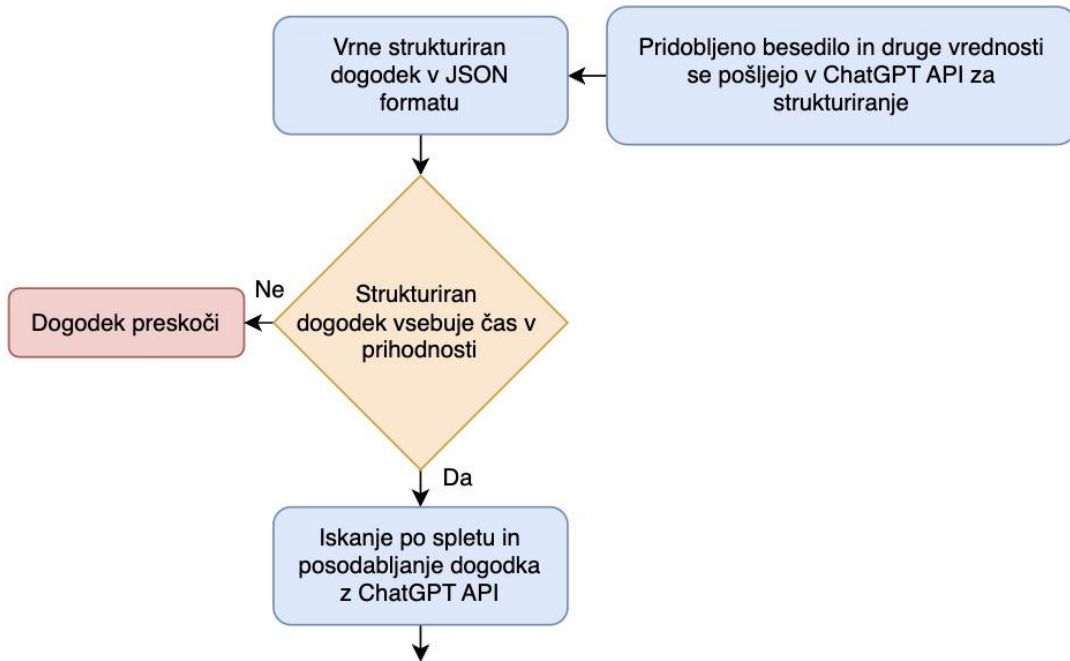 Vrne strukturiran
dogodek v JSON
formatu
Pridobljeno besedilo in druge vrednosti
se pošljejo v ChatGPT API za
strukturiranje
Ne
Dogodek preskoči
Strukturiran
dogodek vsebuje čas v
prihodnosti
Da
Iskanje po spletu in
posodabljanje dogodka
z ChatGPT API